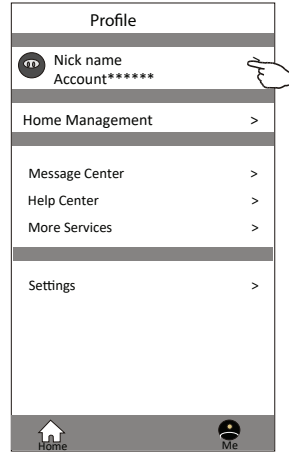 Profile
Nick name
Account******
Home Management >
Message Center >
Help Center >
More Services >
Settings >
Home Me